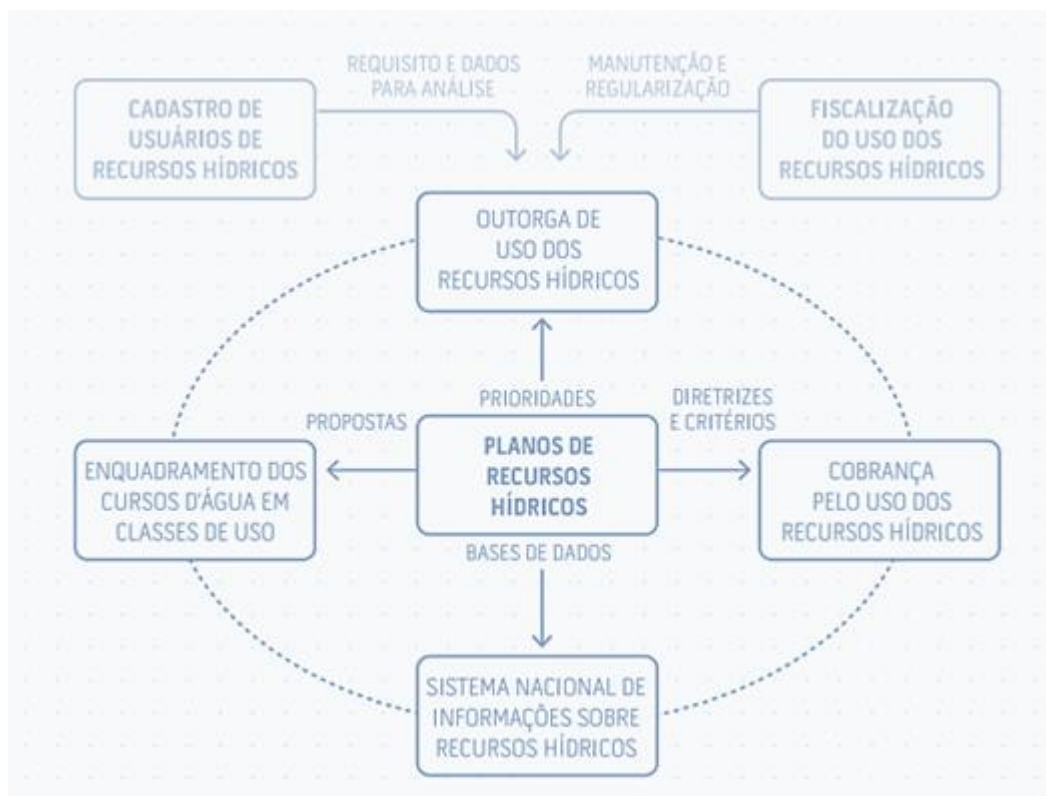 REQUISITO E DADOS
PARA ANÁLISE
MANUTENÇÃO E
REGULARIZAÇÃO
CADASTRO DE
USUÁRIOS DE
RECURSOS HÍDRICOS
FISCALIZAÇÃO
DO USO DOS
RECURSOS HÍDRICOS
OUTORGA DE
USO DOS
RECURSOS HÍDRICOS
PRIORIDADES
DIRETRIZES
E CRITÉRIOS
PROPOSTAS
PLANOS DE
RECURSOS
HÍDRICOS
ENQUADRAMENTO DOS
CURSOS D'ÁGUA EM
CLASSES DE USO
COBRANÇA
PELO USO DOS
RECURSOS HÍDRICOS
BASES DE DADOS
SISTEMA NACIONAL DE
INFORMAÇÕES SOBRE
RECURSOS HÍDRICOS